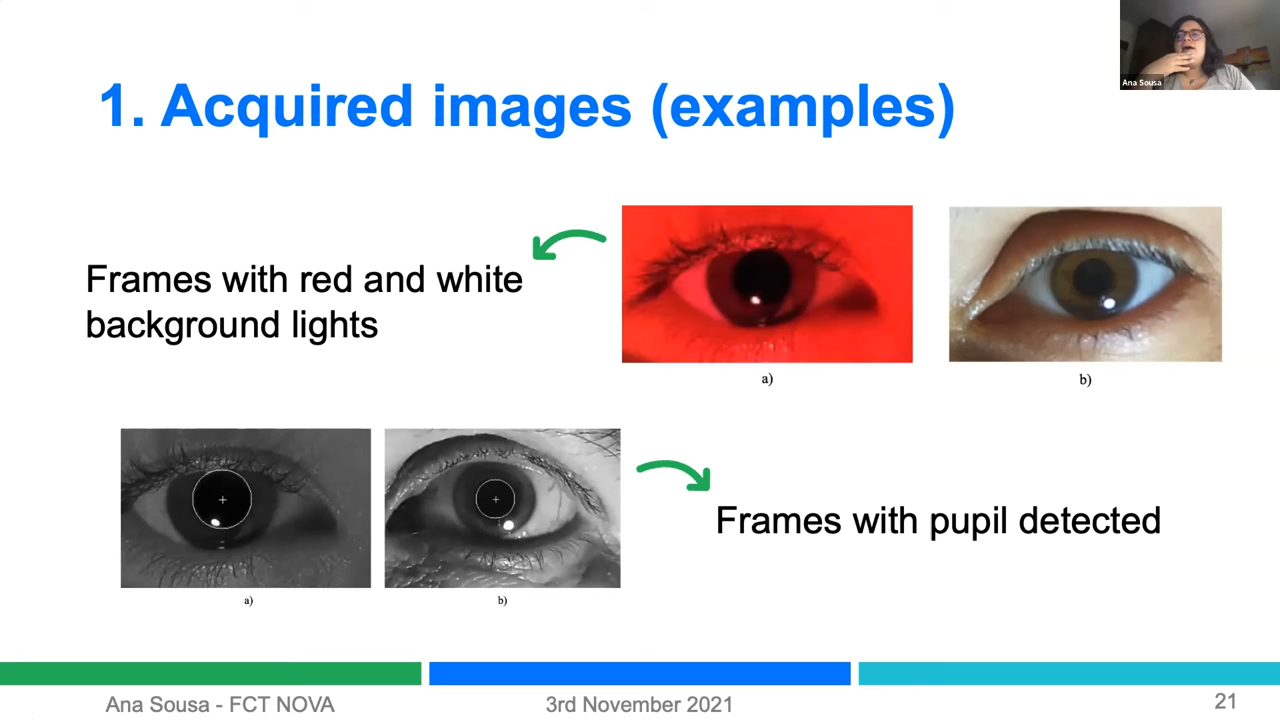 Ana Sousa
1. Acquired images (examples)
Frames with red and white
background lights
a)
b)
a)
b)
Frames with pupil detected
Ana Sousa - FCT NOVA
3rd November 2021
21